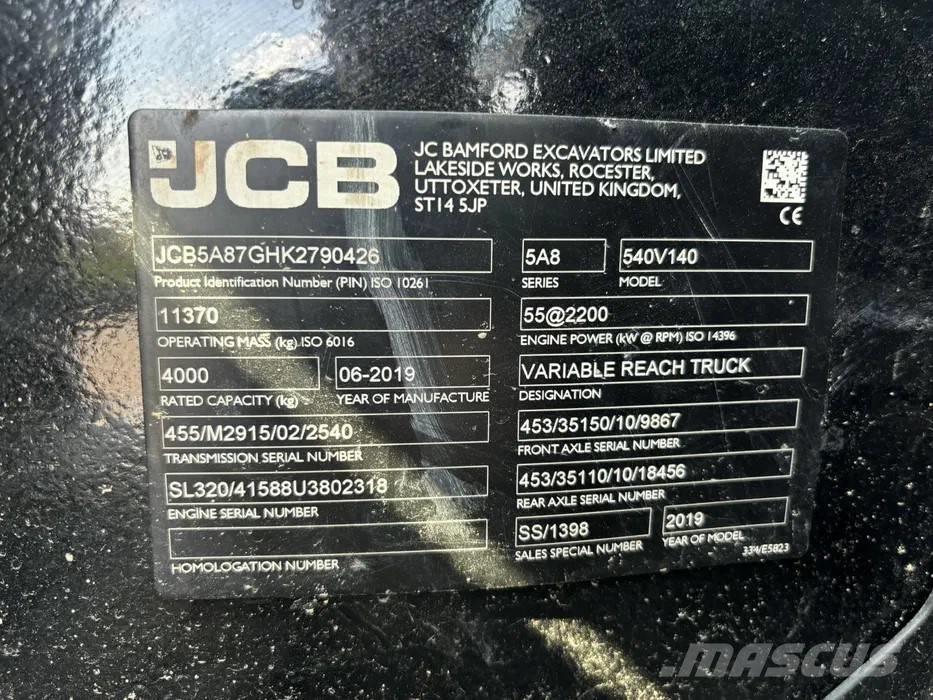 JCB
JC BAMFORD EXCAVATORS LIMITED
LAKESIDE WORKS, ROCESTER,
UTTOXETER, UNITED KINGDOM,
ST14 5JP
CE
JCB5A87GHK2790426
Product Identification Number (PIN) ISO 10261
5A8
SERIES
540V140
MODEL
11370
OPERATING MASS (kg) ISO 6016
55@2200
ENGINE POWER (kW @ RPM) ISO 14396
4000
RATED CAPACITY (kg)
06-2019
YEAR OF MANUFACTURE
VARIABLE REACH TRUCK
DESIGNATION
455/M2915/02/2540
TRANSMISSION SERIAL NUMBER
453/35150/10/9867
FRONT AXLE SERIAL NUMBER
SL320/41588U3802318
ENGINE SERIAL NUMBER
453/35110/10/18456
REAR AXLE SERIAL NUMBER
HOMOLOGATION NUMBER
SS/1398
SALES SPECIAL NUMBER
2019
YEAR OF MODEL
MASCUS